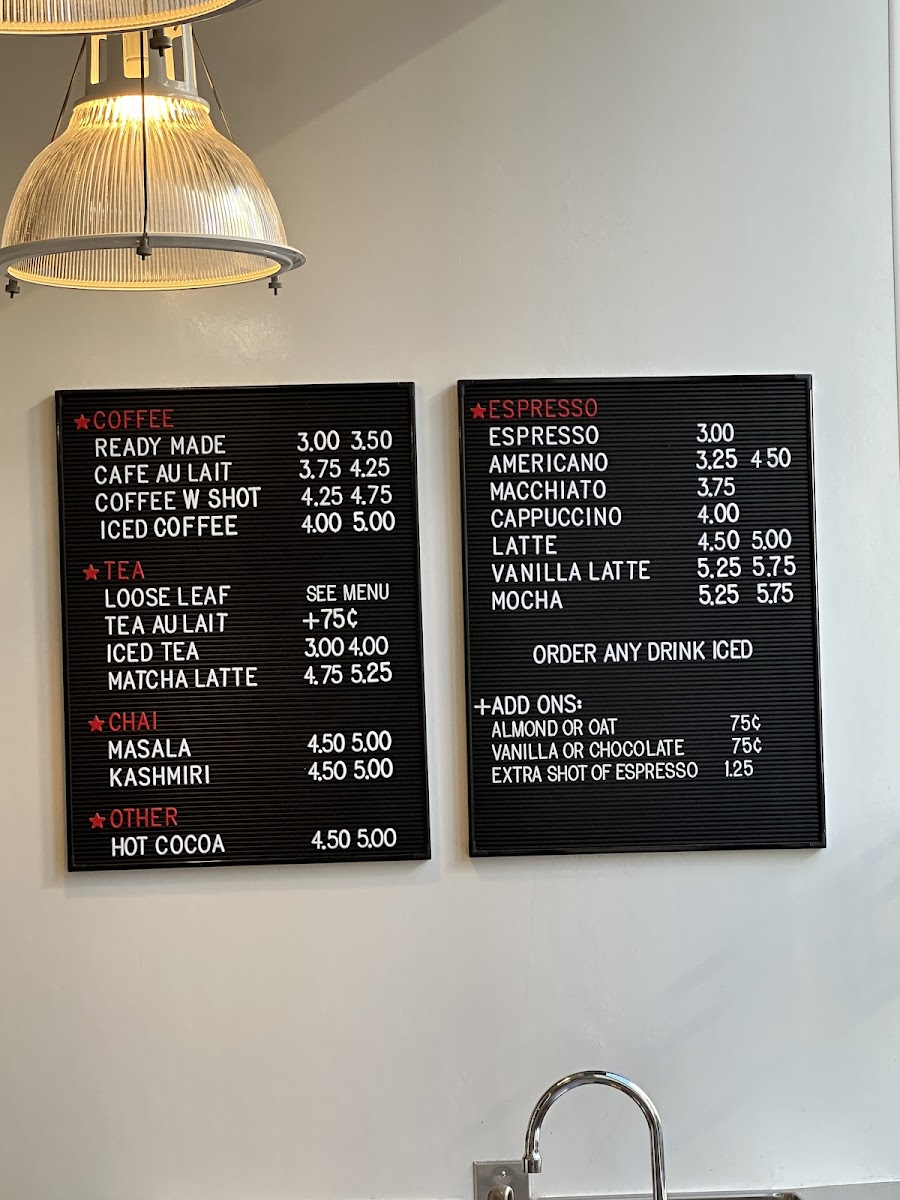 ★COFFEE
READY MADE 3.00 3.50
CAFE AU LAIT 3.75 4.25
COFFEE W SHOT 4.25 4.75
ICED COFFEE 4.00 5.00
★TEA
LOOSE LEAF SEE MENU
TEA AU LAIT +75¢
ICED TEA 3.00 4.00
MATCHA LATTE 4.75 5.25
★CHAI
MASALA 4.50 5.00
KASHMIRI 4.50 5.00
★OTHER
HOT COCOA 4.50 5.00
★ESPRESSO
ESPRESSO 3.00
AMERICANO 3.25 4 50
MACCHIATO 3.75
CAPPUCCINO 4.00
LATTE 4.50 5.00
VANILLA LATTE 5.25 5.75
MOCHA 5.25 5.75
ORDER ANY DRINK ICED
+ADD ONS:
ALMOND OR OAT 75¢
VANILLA OR CHOCOLATE 75¢
EXTRA SHOT OF ESPRESSO 1.25